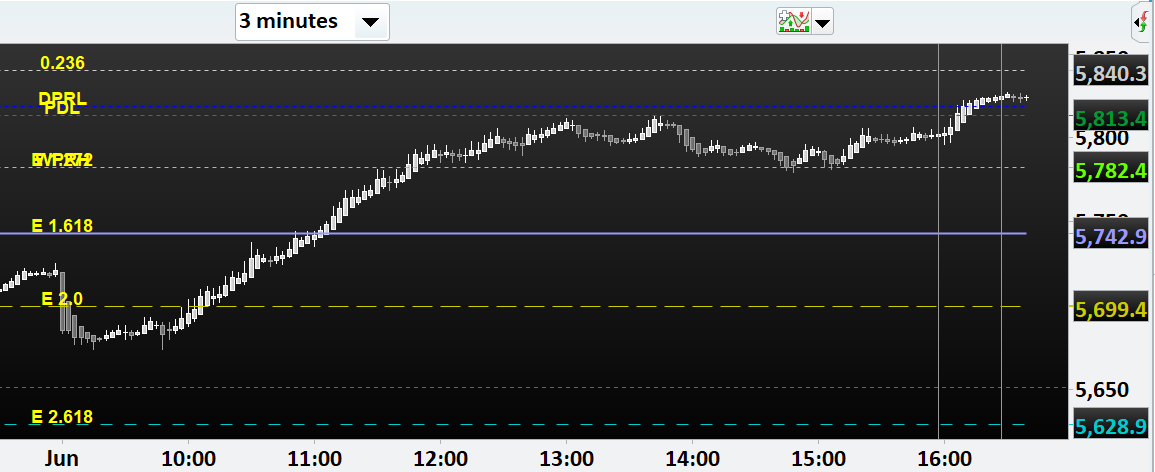 3 minutes
0.236
5,840.3
DPRL
PDL
5,813.4
5,800
5,782.4
E 1.618
5,742.9
E 2.0
5,699.4
5,650
E 2.618
5,628.9
Jun 10:00 11:00 12:00 13:00 14:00 15:00 16:00